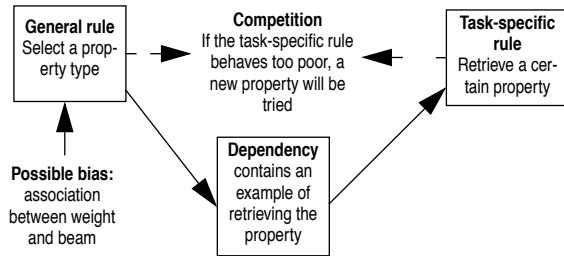 General rule
Select a prop-
erty type
Competition
If the task-specific rule
behaves too poor, a
new property will be
tried
Task-specific
rule
Retrieve a cer-
tain property
Possible bias:
association
between weight
and beam
Dependency
contains an
example of
retrieving the
property